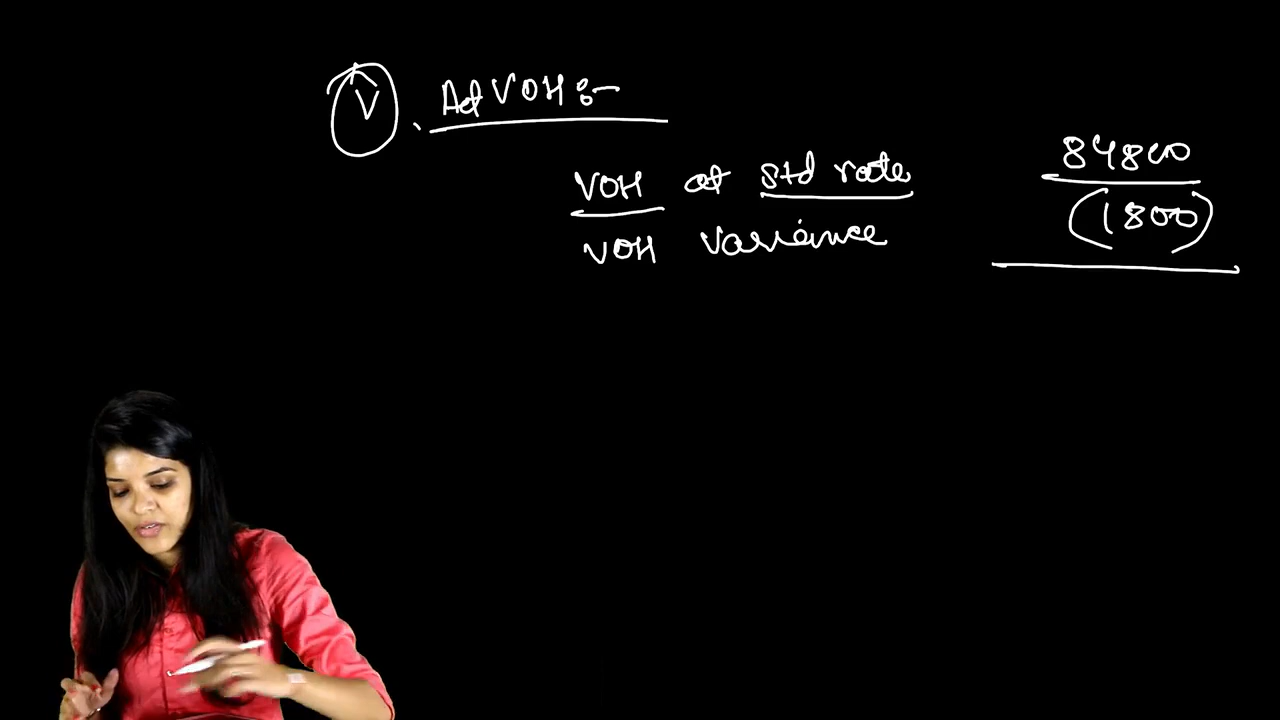 V. Act VOH :-
VOH at std rate 84800
VOH variance (1800)